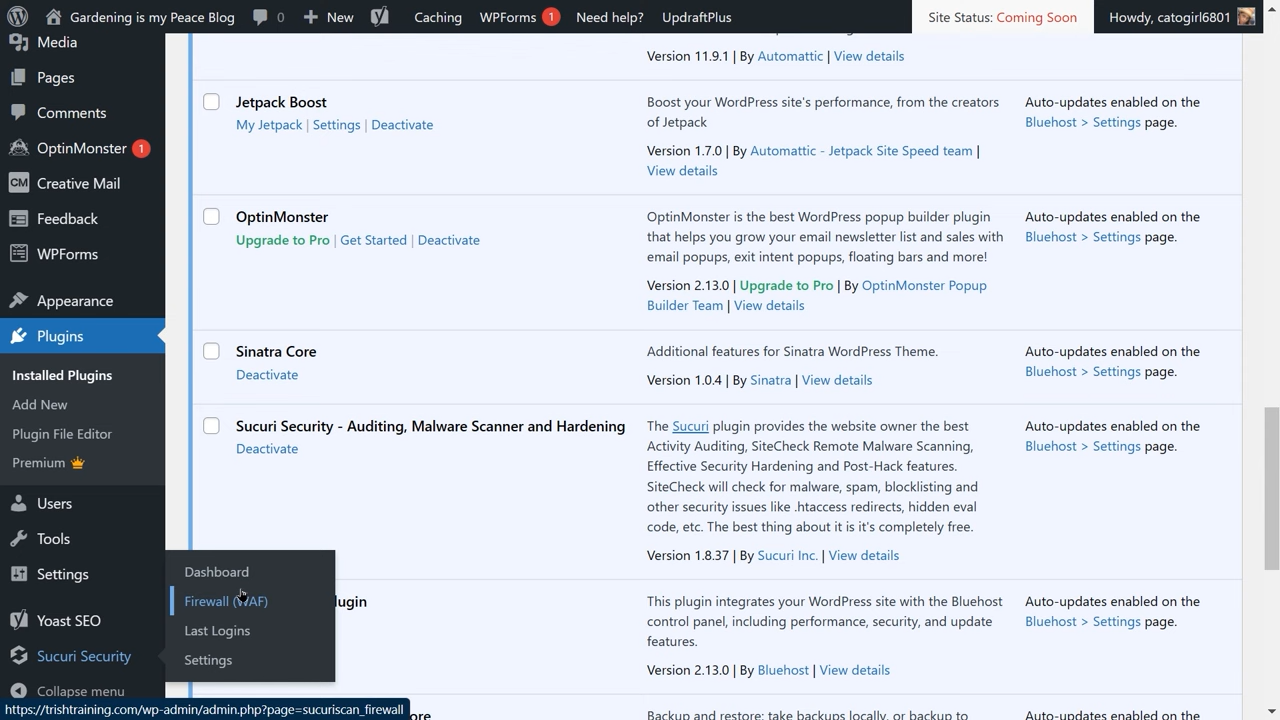 Gardening is my Peace Blog 0 New Caching WPForms 1 Need help? UpdraftPlus Site Status: Coming Soon Howdy, catogirl6801
Media
Pages
Comments
OptinMonster 1
CM Creative Mail
Feedback
WPForms
Appearance
Plugins
Installed Plugins
Add New
Plugin File Editor
Premium
Users
Tools
Settings
Yoast SEO
Sucuri Security
Collapse menu
Dashboard
Firewall (WAF)
Last Logins
Settings
Version 11.9.1 | By Automattic | View details
Jetpack Boost
My Jetpack | Settings | Deactivate
Boost your WordPress site's performance, from the creators
of Jetpack
Version 1.7.0 | By Automattic - Jetpack Site Speed team |
View details
Auto-updates enabled on the
Bluehost > Settings page.
OptinMonster
Upgrade to Pro | Get Started | Deactivate
OptinMonster is the best WordPress popup builder plugin
that helps you grow your email newsletter list and sales with
email popups, exit intent popups, floating bars and more!
Version 2.13.0 | Upgrade to Pro | By OptinMonster Popup
Builder Team | View details
Auto-updates enabled on the
Bluehost > Settings page.
Sinatra Core
Deactivate
Additional features for Sinatra WordPress Theme.
Version 1.0.4 | By Sinatra | View details
Auto-updates enabled on the
Bluehost > Settings page.
Sucuri Security - Auditing, Malware Scanner and Hardening
Deactivate
The Sucuri plugin provides the website owner the best
Activity Auditing, SiteCheck Remote Malware Scanning,
Effective Security Hardening and Post-Hack features.
SiteCheck will check for malware, spam, blocklisting and
other security issues like .htaccess redirects, hidden eval
code, etc. The best thing about it is it's completely free.
Version 1.8.37 | By Sucuri Inc. | View details
Auto-updates enabled on the
Bluehost > Settings page.
lugin
This plugin integrates your WordPress site with the Bluehost
control panel, including performance, security, and update
features.
Version 2.13.0 | By Bluehost | View details
Auto-updates enabled on the
Bluehost > Settings page.
ore
Backup and restore: take backups locally, or backup to
Auto-updates enabled on the
https://trishtraining.com/wp-admin/admin.php?page=sucuriscan_firewall